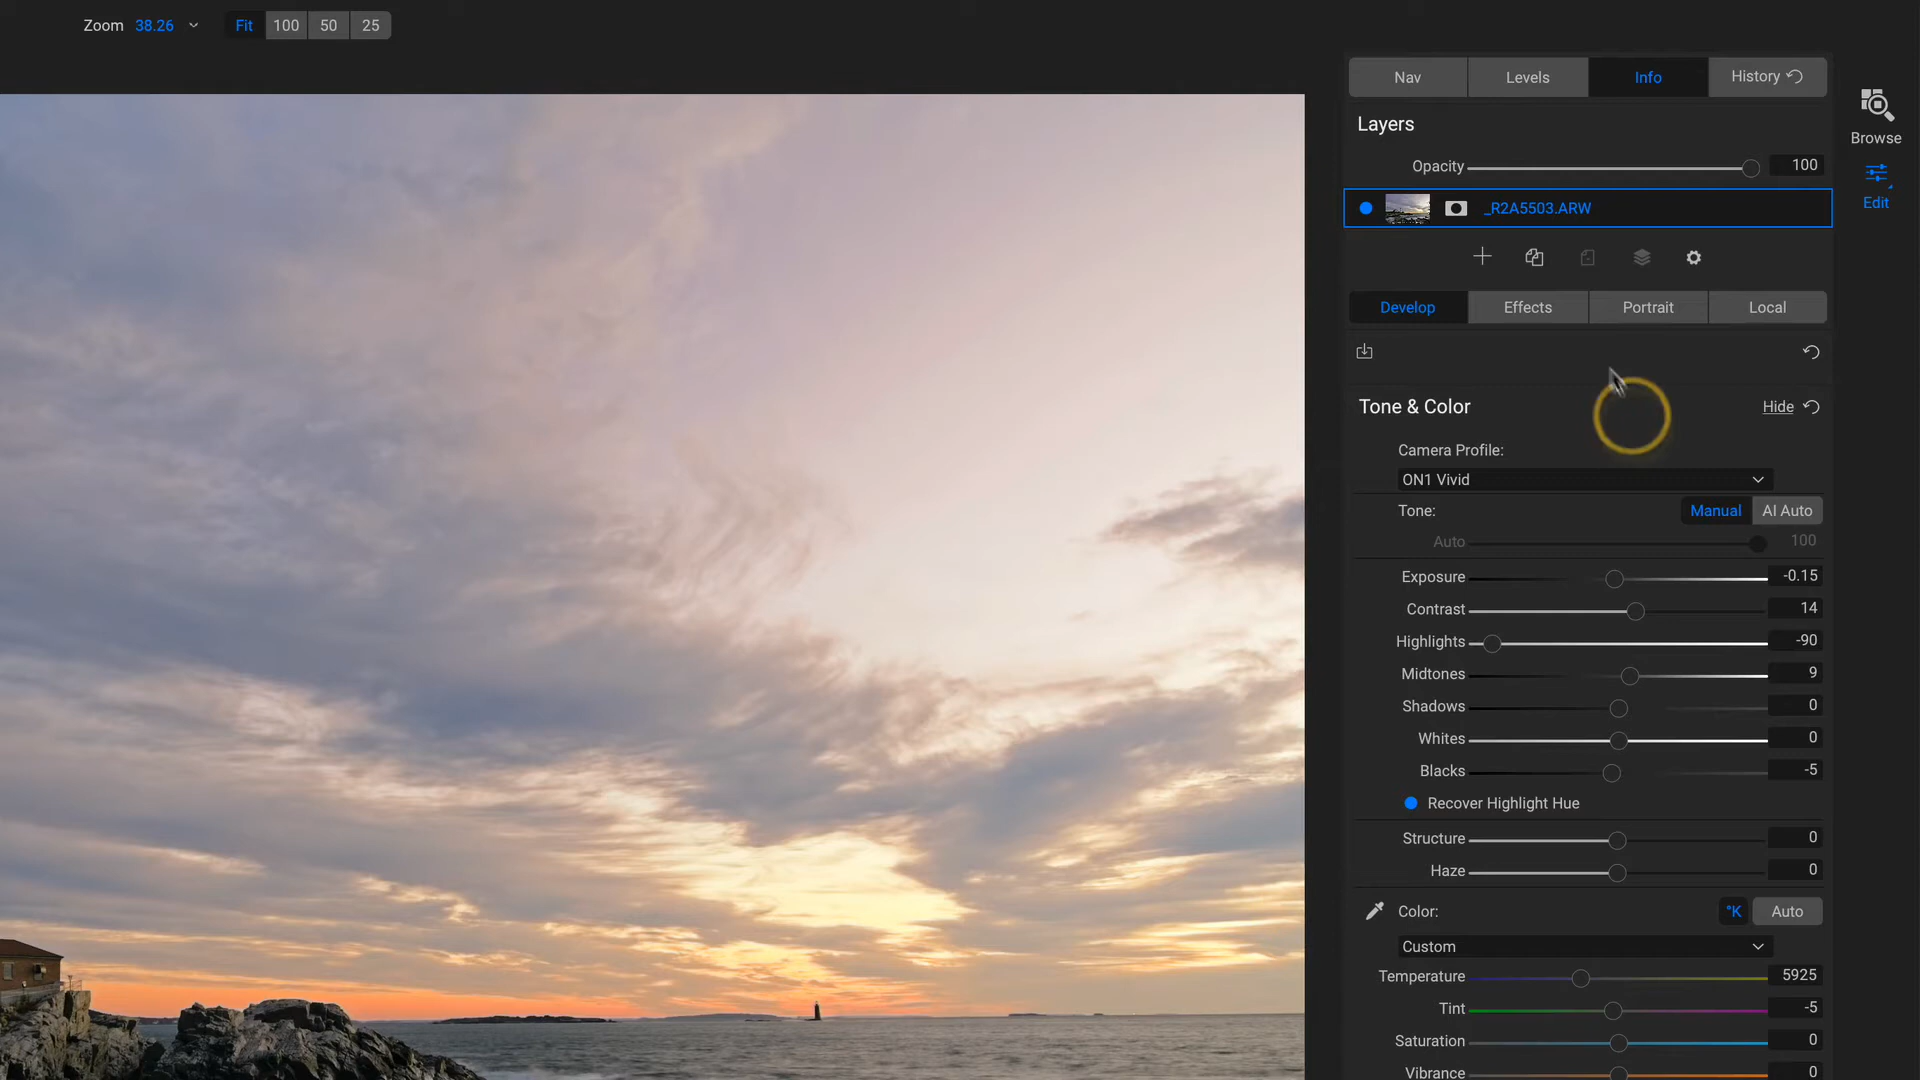 Zoom 38.26 Fit 100 50 25
Nav Levels Info History
Browse
Layers
Opacity 100
Edit
_R2A5503.ARW
Develop Effects Portrait Local
Tone & Color Hide
Camera Profile:
ON1 Vivid
Tone: Manual AI Auto
Auto 100
Exposure -0.15
Contrast 14
Highlights -90
Midtones 9
Shadows 0
Whites 0
Blacks -5
Recover Highlight Hue
Structure 0
Haze 0
Color: °K Auto
Custom
Temperature 5925
Tint -5
Saturation 0
Vibrance 0